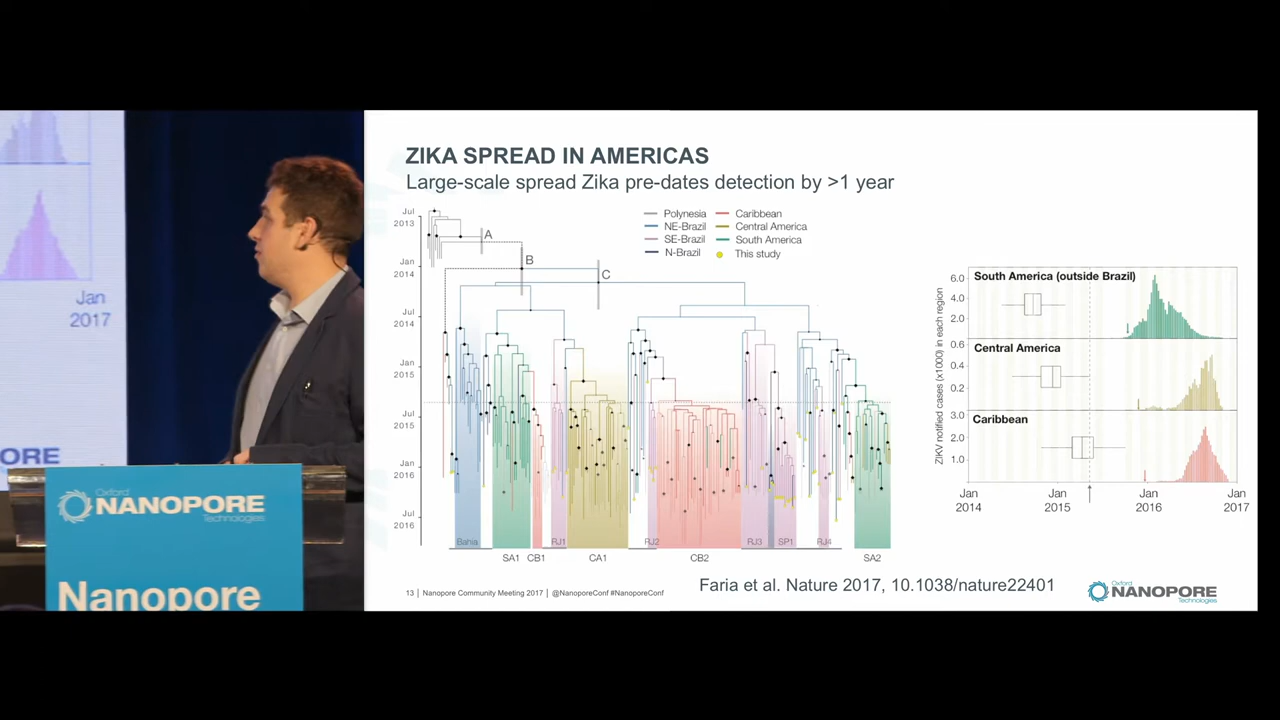 ZIKA SPREAD IN AMERICAS
Large-scale spread Zika pre-dates detection by >1 year
Jul
2013
Jan
2014
Jul
2014
Jan
2015
Jul
2015
Jan
2016
Jul
2016
A
B
C
Polynesia
NE-Brazil
SE-Brazil
N-Brazil
Caribbean
Central America
South America
This study
Bahia
RJ1
RJ2
RJ3
SP1
RJ4
SA1
CB1
CA1
CB2
SA2
ZIKV notified cases (x1000) in each region
South America (outside Brazil)
6.0
4.0
2.0
Central America
0.6
0.4
0.2
Caribbean
3.0
2.0
1.0
Jan
2014
Jan
2015
Jan
2016
Jan
2017
Faria et al. Nature 2017, 10.1038/nature22401
13 | Nanopore Community Meeting 2017 | @NanoporeConf #NanoporeConf
Oxford
NANOPORE
Technologies
Jan
2017
ORE
Oxford
NANOPORE
Technologies
Nanopore